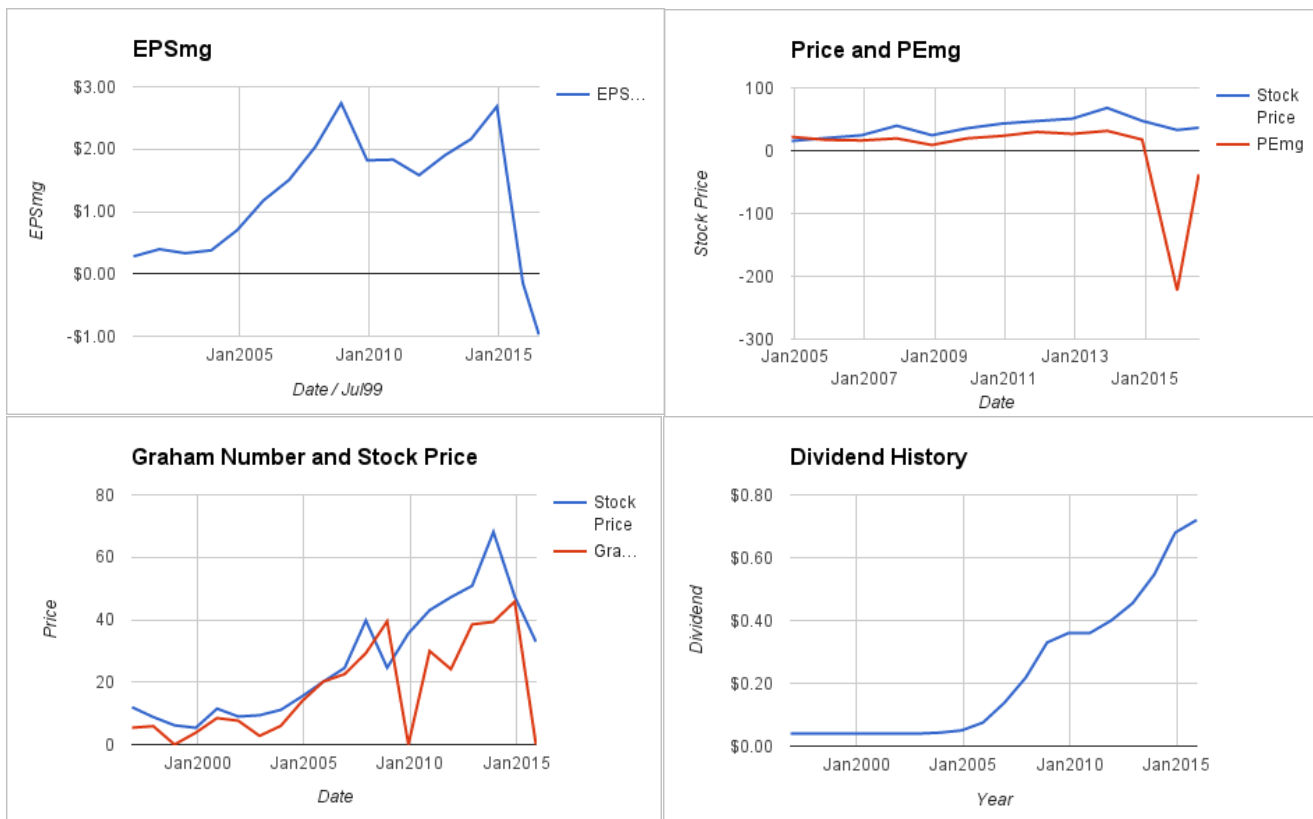 EPSmg
$3.00
$2.00
$1.00
$0.00
-$1.00
EPSmg
Jan2005
Jan2010
Jan2015
Date / Jul99
EPS...
Price and PEmg
100
0
-100
-200
-300
Stock Price
Jan2005
Jan2009
Jan2013
Jan2007
Jan2011
Jan2015
Date
Stock
Price
PEmg
Graham Number and Stock Price
80
60
40
20
0
Price
Jan2000
Jan2005
Jan2010
Jan2015
Date
Stock
Price
Gra...
Dividend History
$0.80
$0.60
$0.40
$0.20
$0.00
Dividend
Jan2000
Jan2005
Jan2010
Jan2015
Year